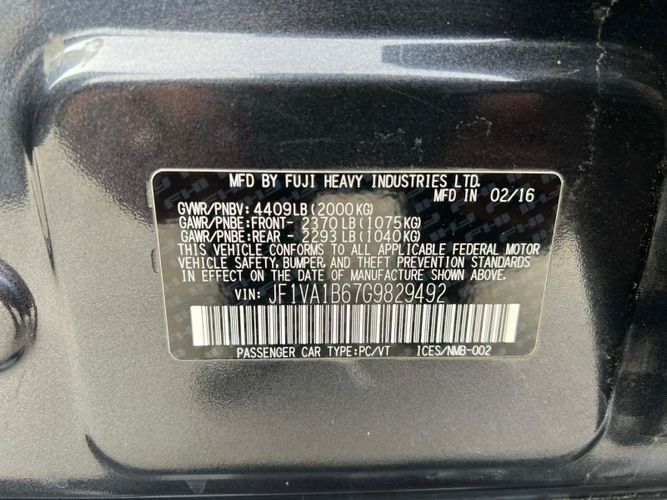 MFD BY FUJI HEAVY INDUSTRIES LTD.
MFD IN 02/16
GVWR/PNBV: 4409LB(2000KG)
GAWR/PNBE:FRONT- 2370LB(1075KG)
GAWR/PNBE:REAR - 2293LB(1040KG)
THIS VEHICLE CONFORMS TO ALL APPLICABLE FEDERAL MOTOR
VEHICLE SAFETY, BUMPER, AND THEFT PREVENTION STANDARDS
IN EFFECT ON THE DATE OF MANUFACTURE SHOWN ABOVE.
VIN: JF1VA1B67G9829492
PASSENGER CAR TYPE:PC/VT ICES/NMB-002